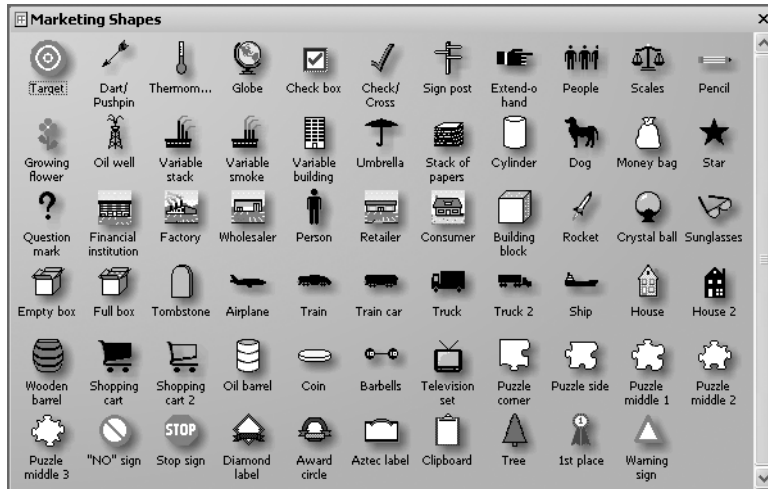 Marketing Shapes
Target
Dart/
Pushpin
Thermom...
Globe
Check box
Check/
Cross
Sign post
Extend-o
hand
People
Scales
Pencil
Growing
flower
Oil well
Variable
stack
Variable
smoke
Variable
building
Umbrella
Stack of
papers
Cylinder
Dog
Money bag
Star
?
Question
mark
Financial
institution
Factory
Wholesaler
Person
Retailer
Consumer
Building
block
Rocket
Crystal ball
Sunglasses
Empty box
Full box
Tombstone
Airplane
Train
Train car
Truck
Truck 2
Ship
House
House 2
Wooden
barrel
Shopping
cart
Shopping
cart 2
Oil barrel
Coin
Barbells
Television
set
Puzzle
corner
Puzzle side
Puzzle
middle 1
Puzzle
middle 2
Puzzle
middle 3
"NO" sign
STOP
Stop sign
Diamond
label
Award
circle
Aztec label
Clipboard
Tree
1
1st place
Warning
sign